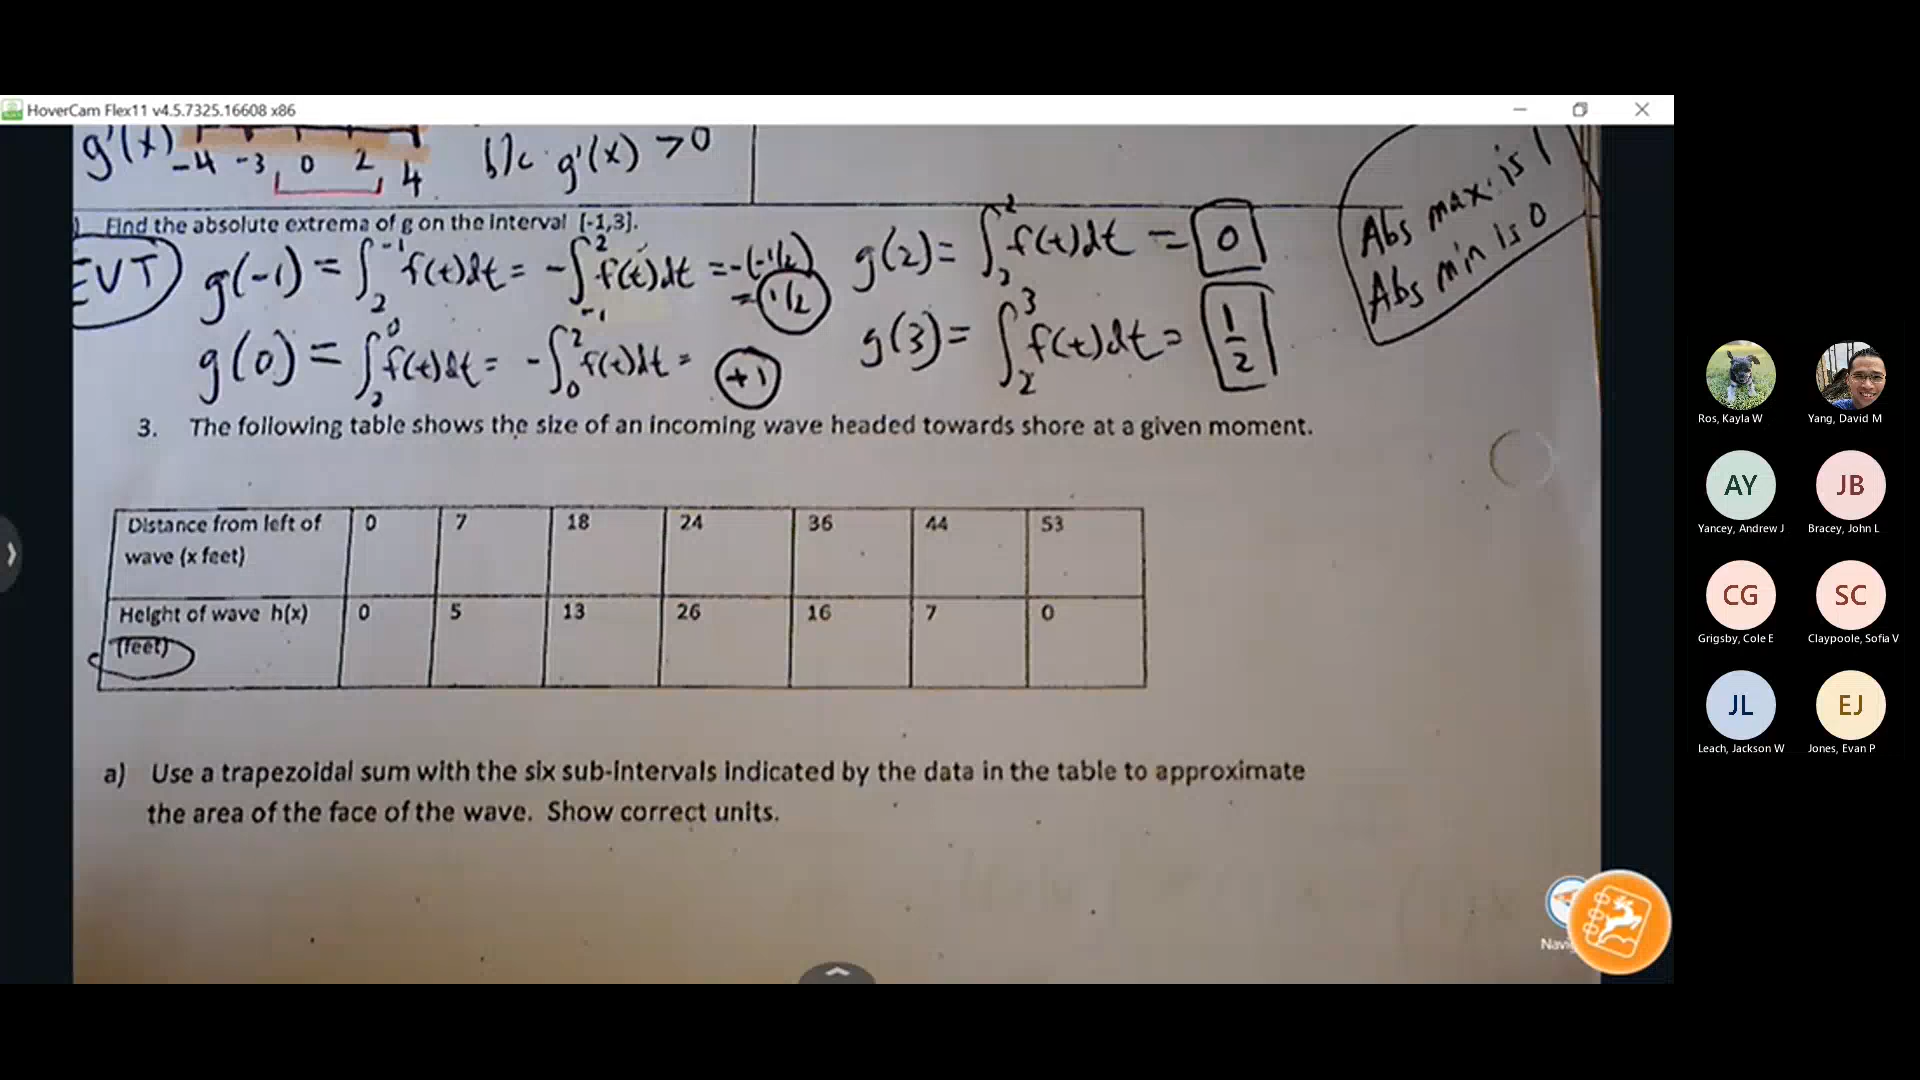 HoverCam Flex11 v4.5.7325.16608 x86
g'(x) -4 -3 0 2 4
b/c g'(x) >0
Find the absolute extrema of g on the interval [-1,3].
EVT
g(-1) = ∫₂⁻¹ f(t)dt = -∫₋₁² f(t)dt = -(-1/2)
= 1/2
g(0) = ∫₂⁰ f(t)dt = -∫₀² f(t)dt = +1
g(2) = ∫₂² f(t)dt = 0
g(3) = ∫₂³ f(t)dt = 1/2
Abs max is 1
Abs min is 0
3. The following table shows the size of an incoming wave headed towards shore at a given moment.
Distance from left of wave (x feet) 0 7 18 24 36 44 53
Height of wave h(x) (feet) 0 5 13 26 16 7 0
a) Use a trapezoidal sum with the six sub-intervals indicated by the data in the table to approximate
the area of the face of the wave. Show correct units.
Ros, Kayla W
Yang, David M
AY
JB
Yancey, Andrew J
Bracey, John L
CG
SC
Grigsby, Cole E
Claypoole, Sofia V
JL
EJ
Leach, Jackson W
Jones, Evan P